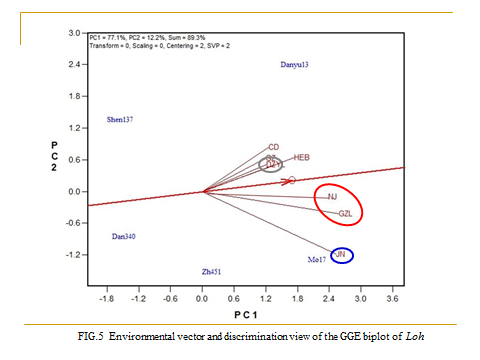 PC1 = 77.1%, PC2 = 12.2%, Sum = 89.3%
Transform = 0, Scaling = 0, Centering = 2, SVP = 2
3.0
2.4
1.8
1.2
0.6
0.0
-0.6
-1.2
PC2
Danyu13
Shen137
CD
HEB
NJ
GZL
JN
Dan340
Zh451
Mo17
-1.8 -1.2 -0.6 0.0 0.6 1.2 1.8 2.4 3.0 3.6
PC1
FIG.5 Environmental vector and discrimination view of the GGE biplot of Loh